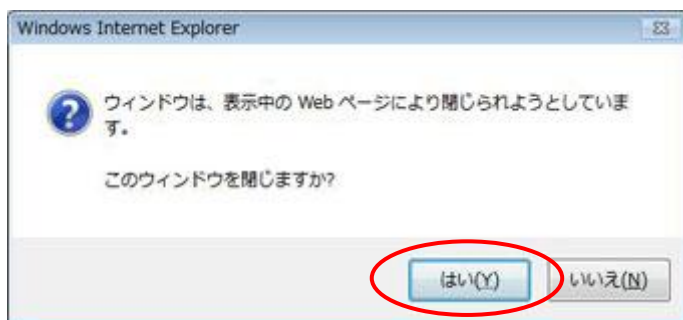 Windows Internet Explorer
ウィンドウは、表示中の Web ページにより閉じられようとしていま
す。
このウィンドウを閉じますか?
はい(Y) いいえ(N)